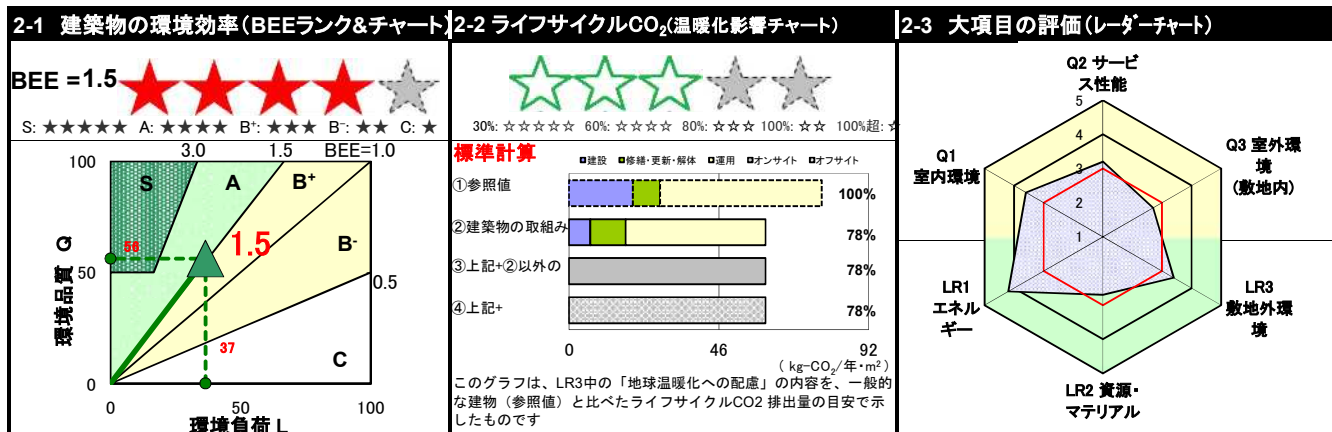 2-1 建築物の環境効率(BEEランク&チャート)
BEE = 1.5
S: ★★★★★ A: ★★★★ B+: ★★★ B-: ★★ C: ★
3.0 1.5 BEE=1.0
100
S A B+
1.5
56
B-
50
0.5
37
C
0
0 50 100
環境品質 Q
環境負荷 L
2-2 ライフサイクルCO2(温暖化影響チャート)
30%: ☆☆☆☆☆ 60%: ☆☆☆☆ 80%: ☆☆☆ 100%: ☆☆ 100%超: ☆
標準計算
■建設 ■修繕・更新・解体 □運用 ■オンサイト ■オフサイト
①参照値 100%
②建築物の取組み 78%
③上記+②以外の 78%
④上記+ 78%
0 46 92
( kg-CO2/年・m2)
このグラフは、LR3中の「地球温暖化への配慮」の内容を、一般的
な建物(参照値)と比べたライフサイクルCO2 排出量の目安で示
したものです
2-3 大項目の評価(レーダーチャート)
Q2 サービ
ス性能
5
4
3
2
1
Q1
室内環境
Q3 室外環
境
(敷地内)
LR1
エネル
ギー
LR3
敷地外環
境
LR2 資源・
マテリアル